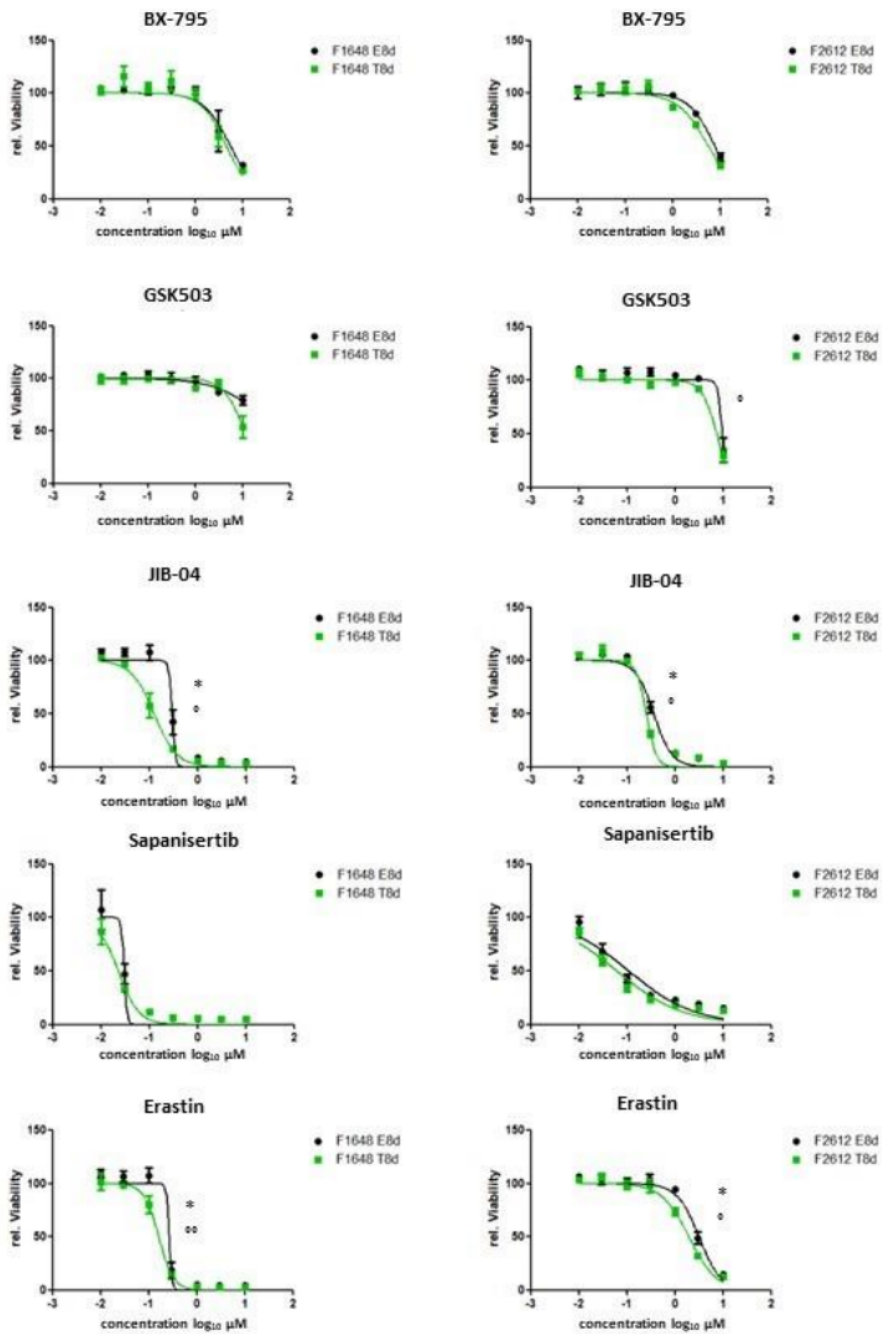 BX-795
150
100
50
0
rel. Viability
-3 -2 -1 0 1 2
concentration log₁₀ µM
F1648 E8d
F1648 T8d
BX-795
150
100
50
0
rel. Viability
-3 -2 -1 0 1 2
concentration log₁₀ µM
F2612 E8d
F2612 T8d
GSK503
150
100
50
0
rel. Viability
-3 -2 -1 0 1 2
concentration log₁₀ µM
F1648 E8d
F1648 T8d
GSK503
150
100
50
0
rel. Viability
-3 -2 -1 0 1 2
concentration log₁₀ µM
F2612 E8d
F2612 T8d
°
JIB-04
150
100
50
0
rel. Viability
-3 -2 -1 0 1 2
concentration log₁₀ µM
F1648 E8d
F1648 T8d
*
°
JIB-04
150
100
50
0
rel. Viability
-3 -2 -1 0 1 2
concentration log₁₀ µM
F2612 E8d
F2612 T8d
*
°
Sapanisertib
150
100
50
0
rel. Viability
-3 -2 -1 0 1 2
concentration log₁₀ µM
F1648 E8d
F1648 T8d
Sapanisertib
150
100
50
0
rel. Viability
-3 -2 -1 0 1 2
concentration log₁₀ µM
F2612 E8d
F2612 T8d
Erastin
150
100
50
0
rel. Viability
-3 -2 -1 0 1 2
concentration log₁₀ µM
F1648 E8d
F1648 T8d
*
°°
Erastin
150
100
50
0
rel. Viability
-3 -2 -1 0 1 2
concentration log₁₀ µM
F2612 E8d
F2612 T8d
*
°